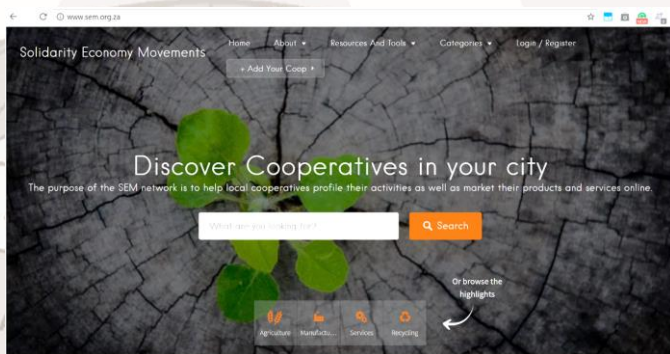 www.sem.org.za
Solidarity Economy Movements
Home About Resources And Tools Categories Login / Register
+ Add Your Coop
Discover Cooperatives in your city
The purpose of the SEM network is to help local cooperatives profile their activities as well as market their products and services online.
What are you looking for?
Search
Or browse the
highlights
Agriculture Manufactu... Services Recycling